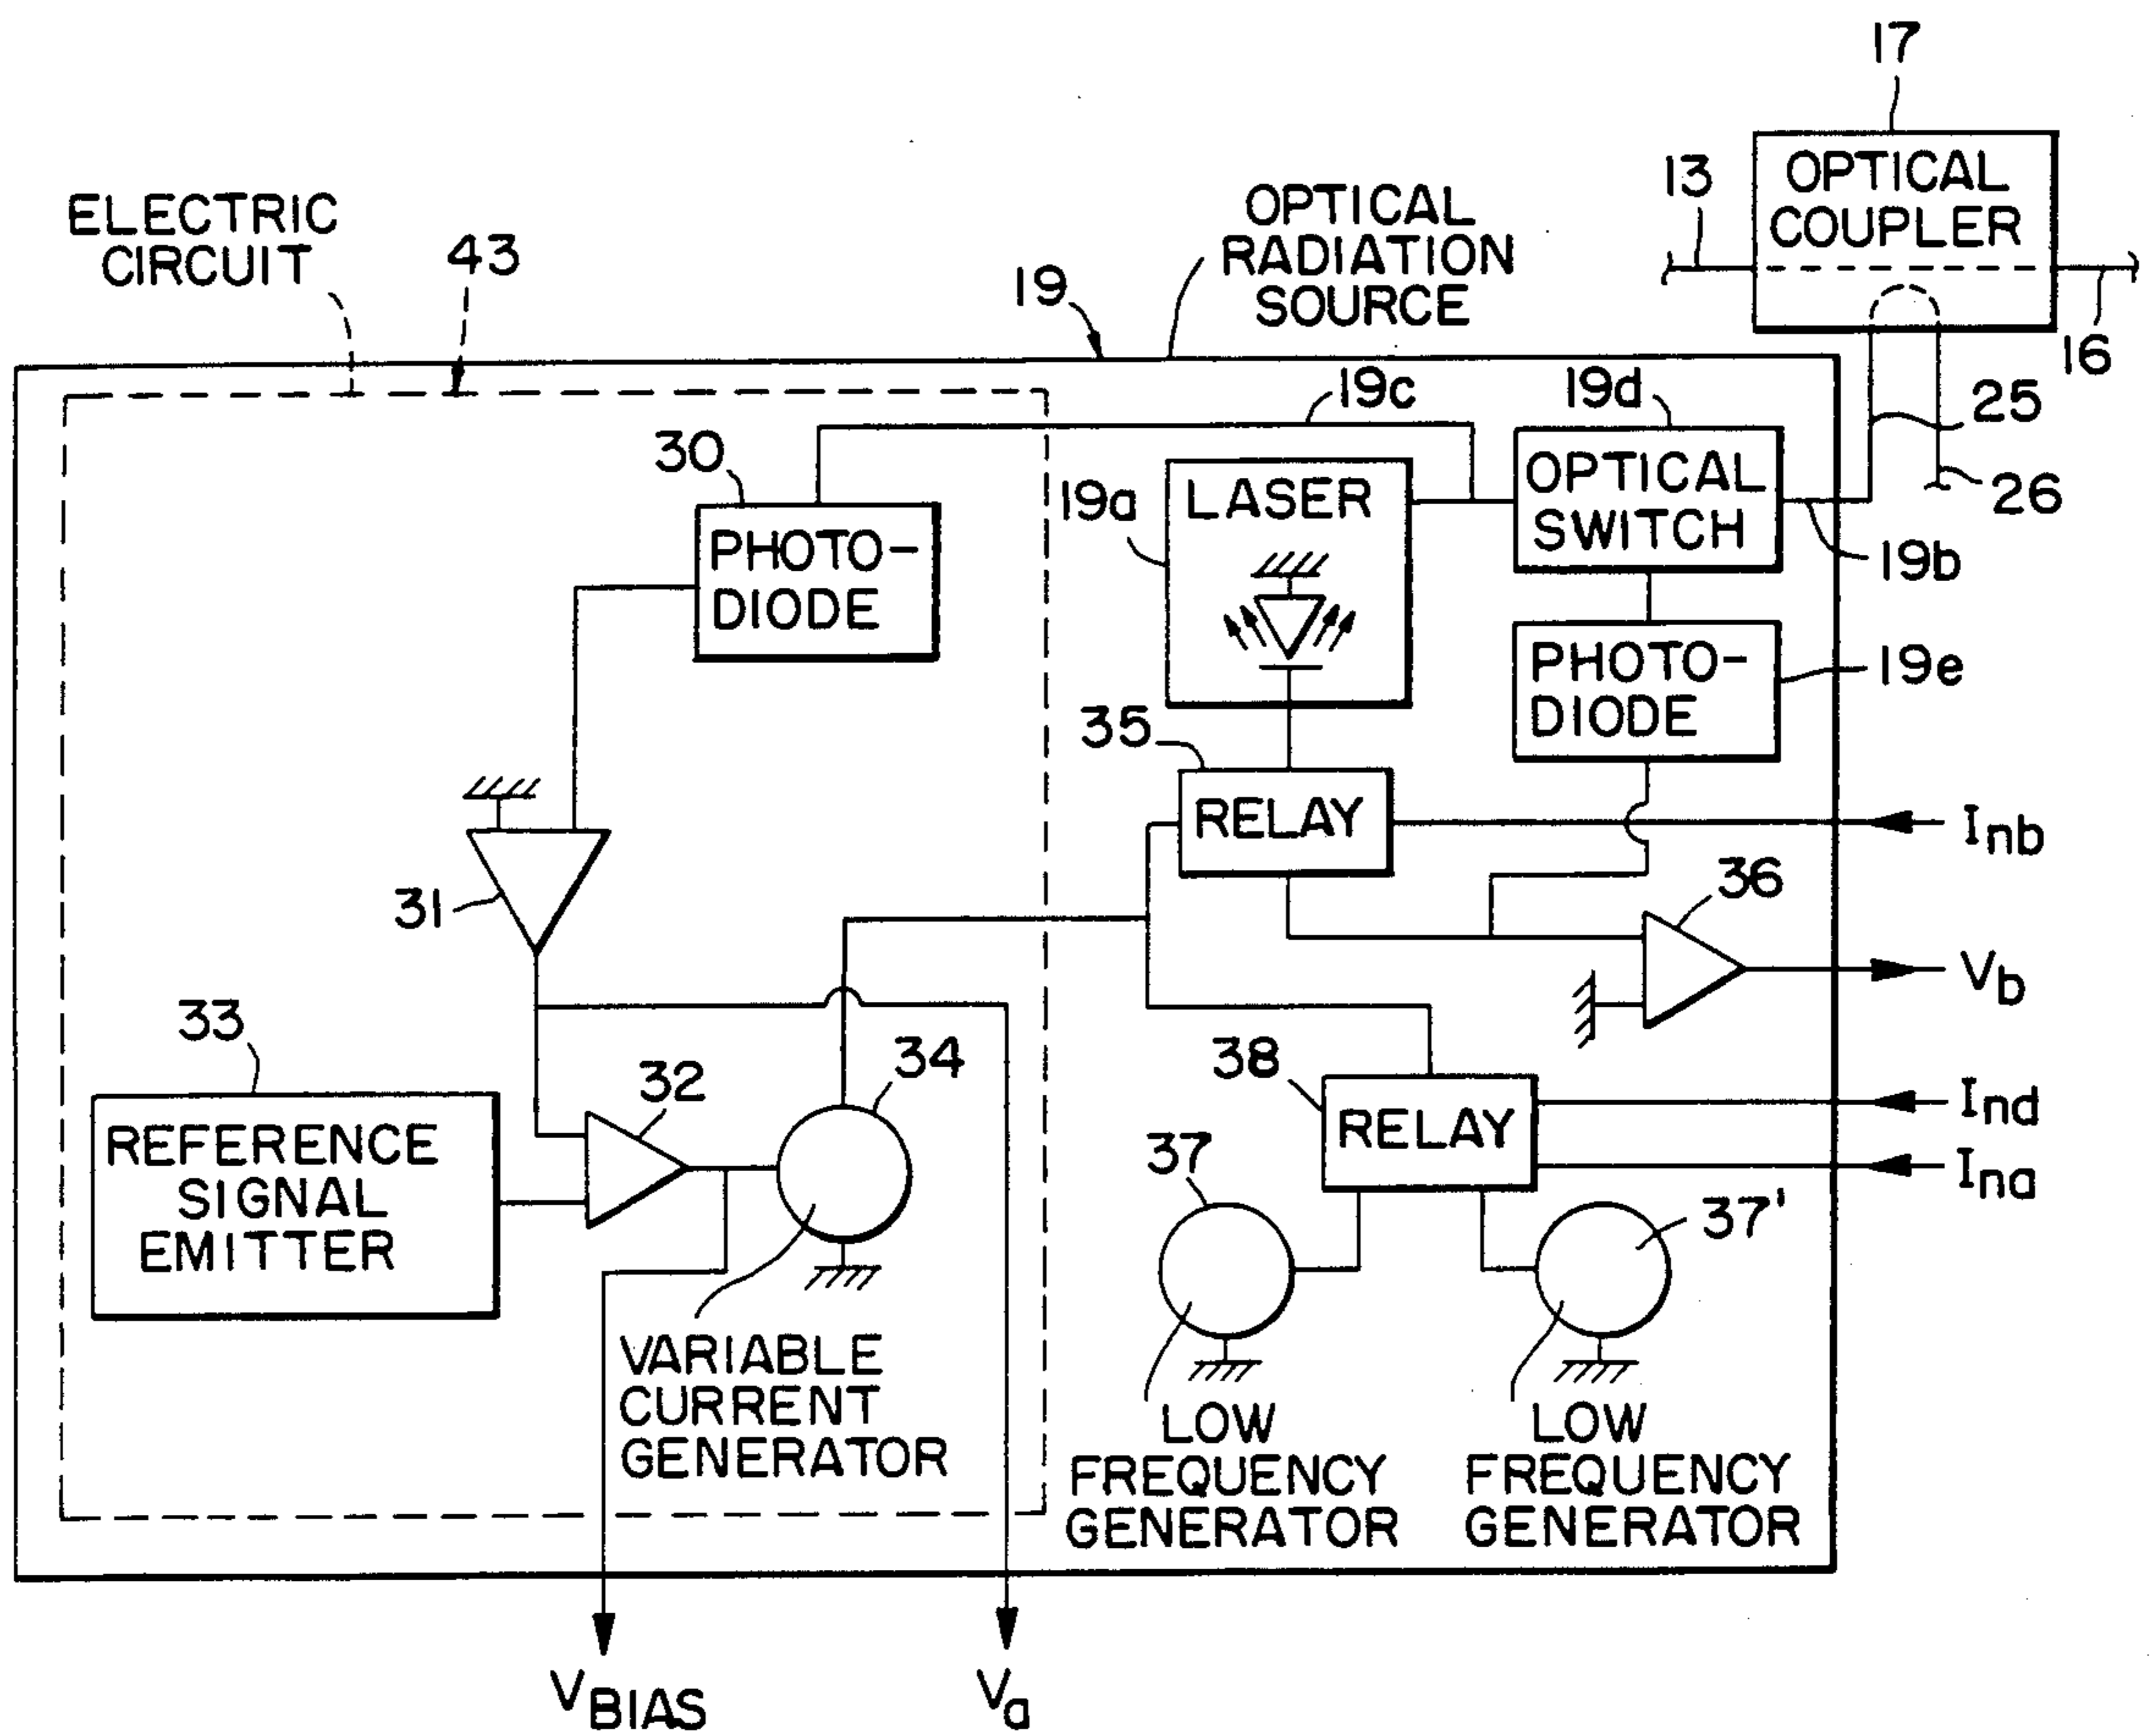 17
OPTICAL
COUPLER
13
16
ELECTRIC
CIRCUIT
43
19
OPTICAL
RADIATION
SOURCE
19c
19d
25
26
30
PHOTO-
DIODE
19a
LASER
OPTICAL
SWITCH
19b
PHOTO-
DIODE
19e
35
RELAY
Inb
31
36
Vb
33
REFERENCE
SIGNAL
EMITTER
32
34
38
RELAY
Ind
Ina
37
37'
VARIABLE
CURRENT
GENERATOR
LOW
FREQUENCY
GENERATOR
LOW
FREQUENCY
GENERATOR
VBIAS
Va